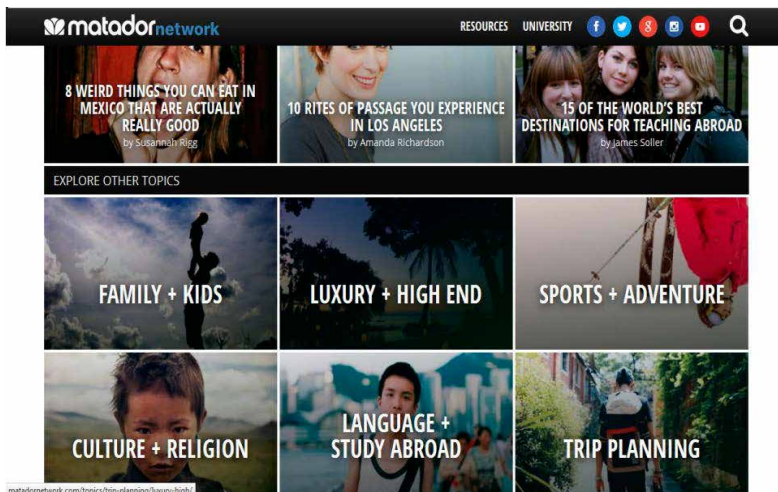 matadornetwork
RESOURCES UNIVERSITY
8 WEIRD THINGS YOU CAN EAT IN
MEXICO THAT ARE ACTUALLY
REALLY GOOD
by Susannah Rigg
10 RITES OF PASSAGE YOU EXPERIENCE
IN LOS ANGELES
by Amanda Richardson
15 OF THE WORLD'S BEST
DESTINATIONS FOR TEACHING ABROAD
by James Soller
EXPLORE OTHER TOPICS
FAMILY + KIDS
LUXURY + HIGH END
SPORTS + ADVENTURE
CULTURE + RELIGION
LANGUAGE +
STUDY ABROAD
TRIP PLANNING